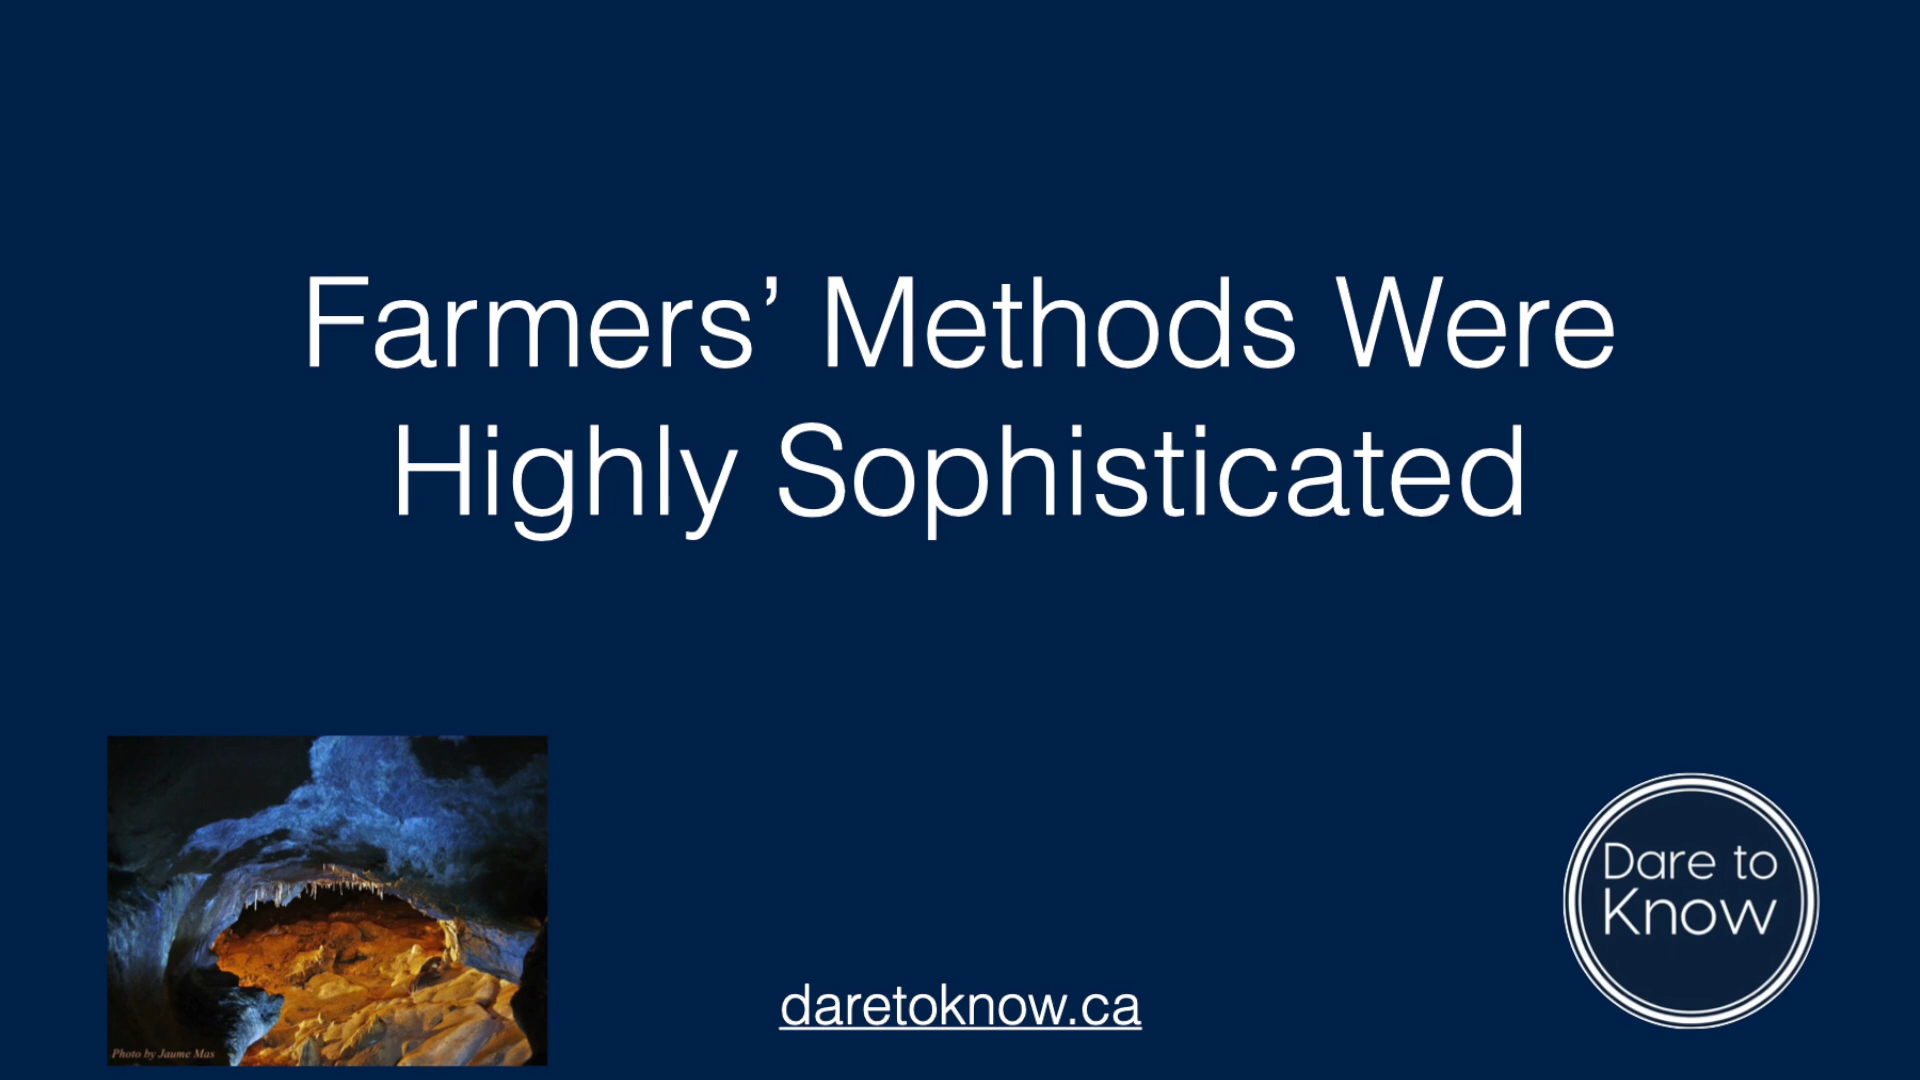 Farmers’ Methods Were
Highly Sophisticated
Photo by Jaume Mas
daretoknow.ca
Dare to
Know